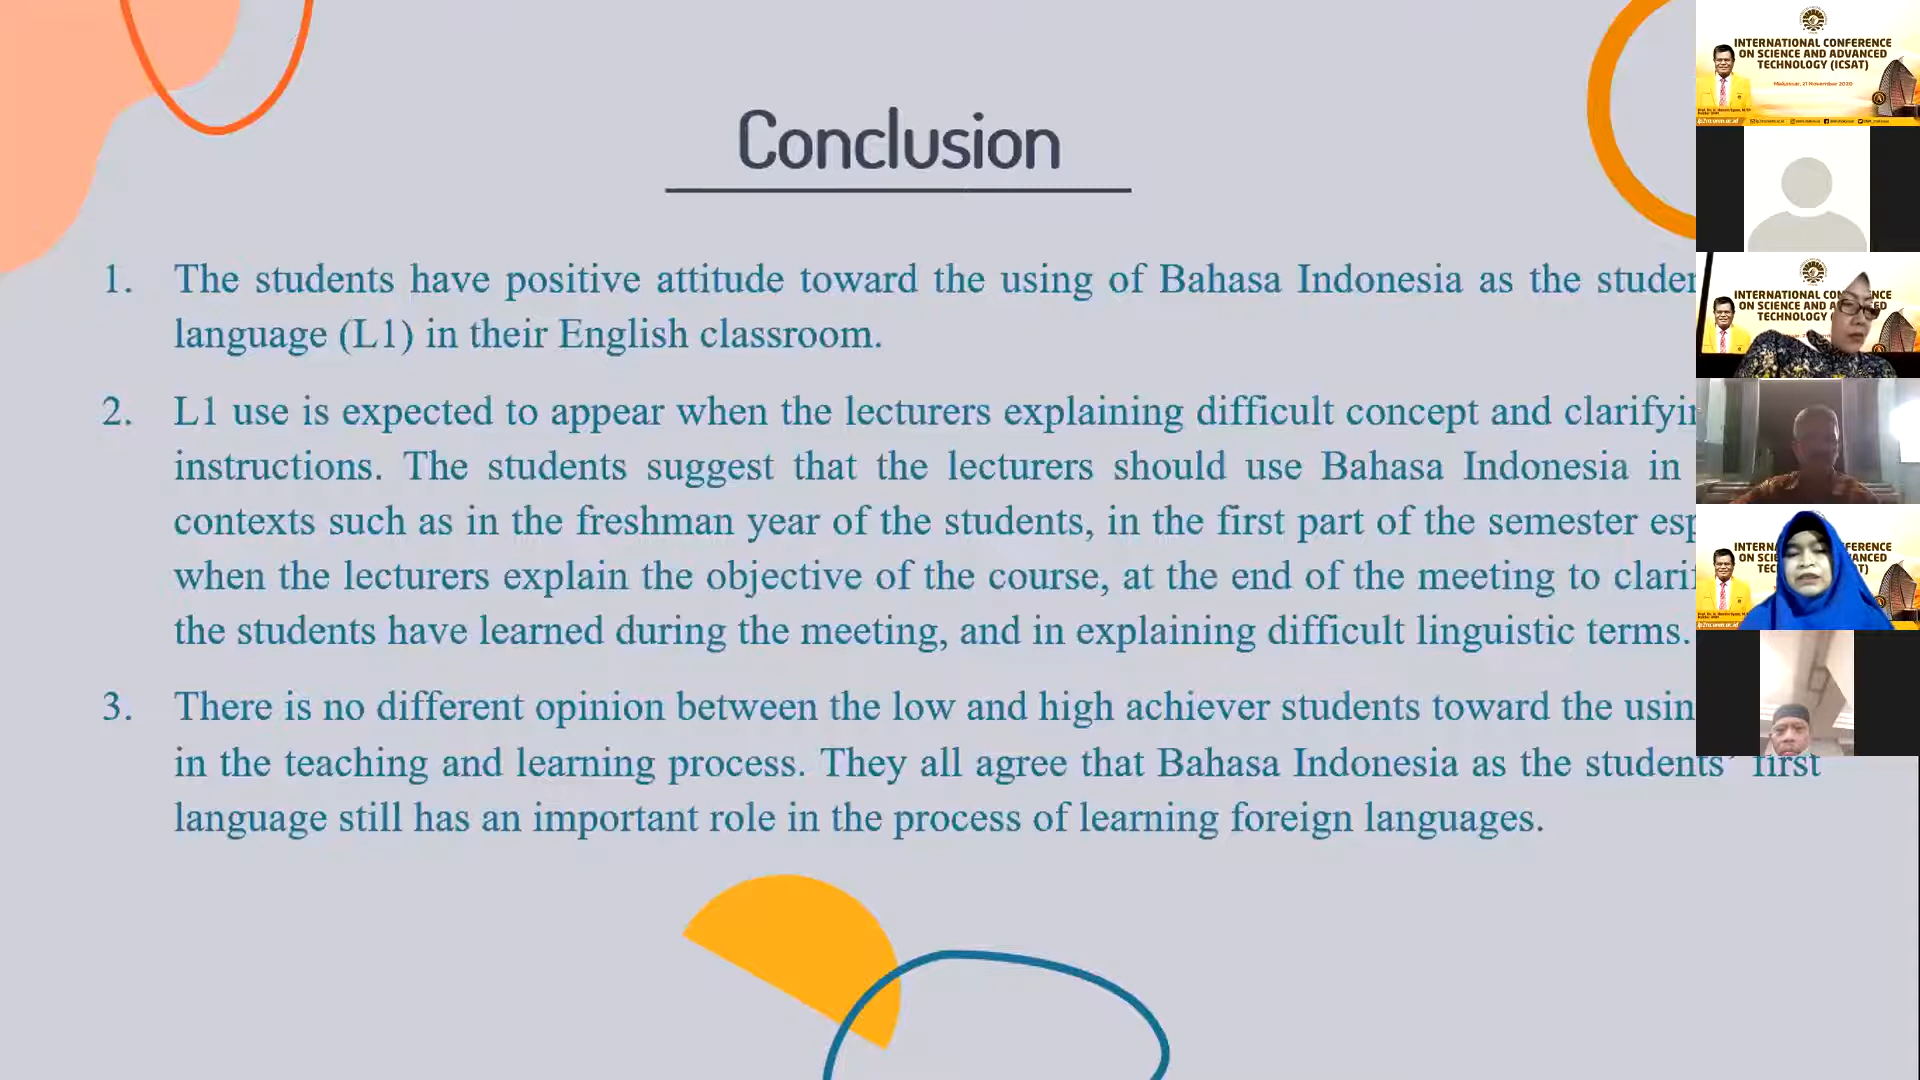 Conclusion
1. The students have positive attitude toward the using of Bahasa Indonesia as the
language (L1) in their English classroom.
2. L1 use is expected to appear when the lecturers explaining difficult concept and
instructions. The students suggest that the lecturers should use Bahasa Indonesia in
contexts such as in the freshman year of the students, in the first part of the semester
when the lecturers explain the objective of the course, at the end of the meeting to
the students have learned during the meeting, and in explaining difficult linguistic terms.
3. There is no different opinion between the low and high achiever students toward the
in the teaching and learning process. They all agree that Bahasa Indonesia as the students' first
language still has an important role in the process of learning foreign languages.
INTERNATIONAL CONFERENCE
ON SCIENCE AND ADVANCED
TECHNOLOGY (ICSAT)
Makassar, 21 November 2020
INTERNATIONAL
ON SCIENCE AND
TECHNOLOGY